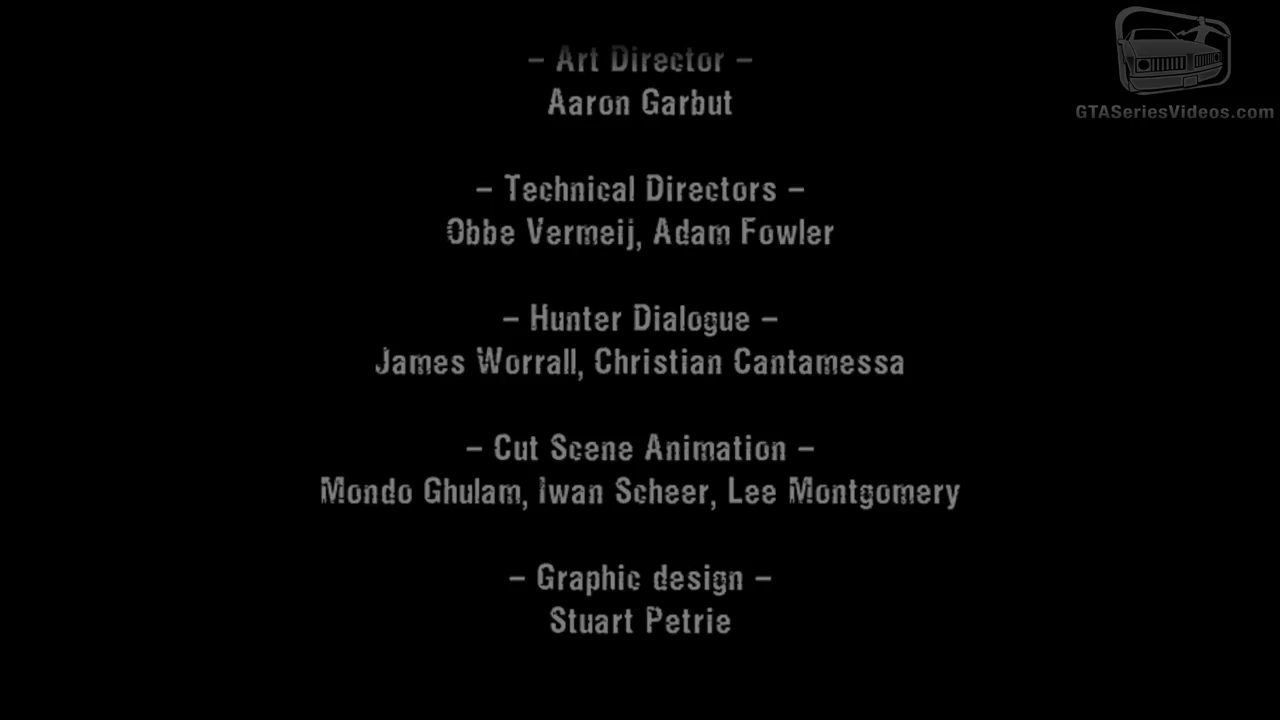 – Art Director –
Aaron Garbut
GTASeriesVideos.com
– Technical Directors –
Obbe Vermeij, Adam Fowler
– Hunter Dialogue –
James Worrall, Christian Cantamessa
– Cut Scene Animation –
Mondo Ghulam, Iwan Scheer, Lee Montgomery
– Graphic design –
Stuart Petrie